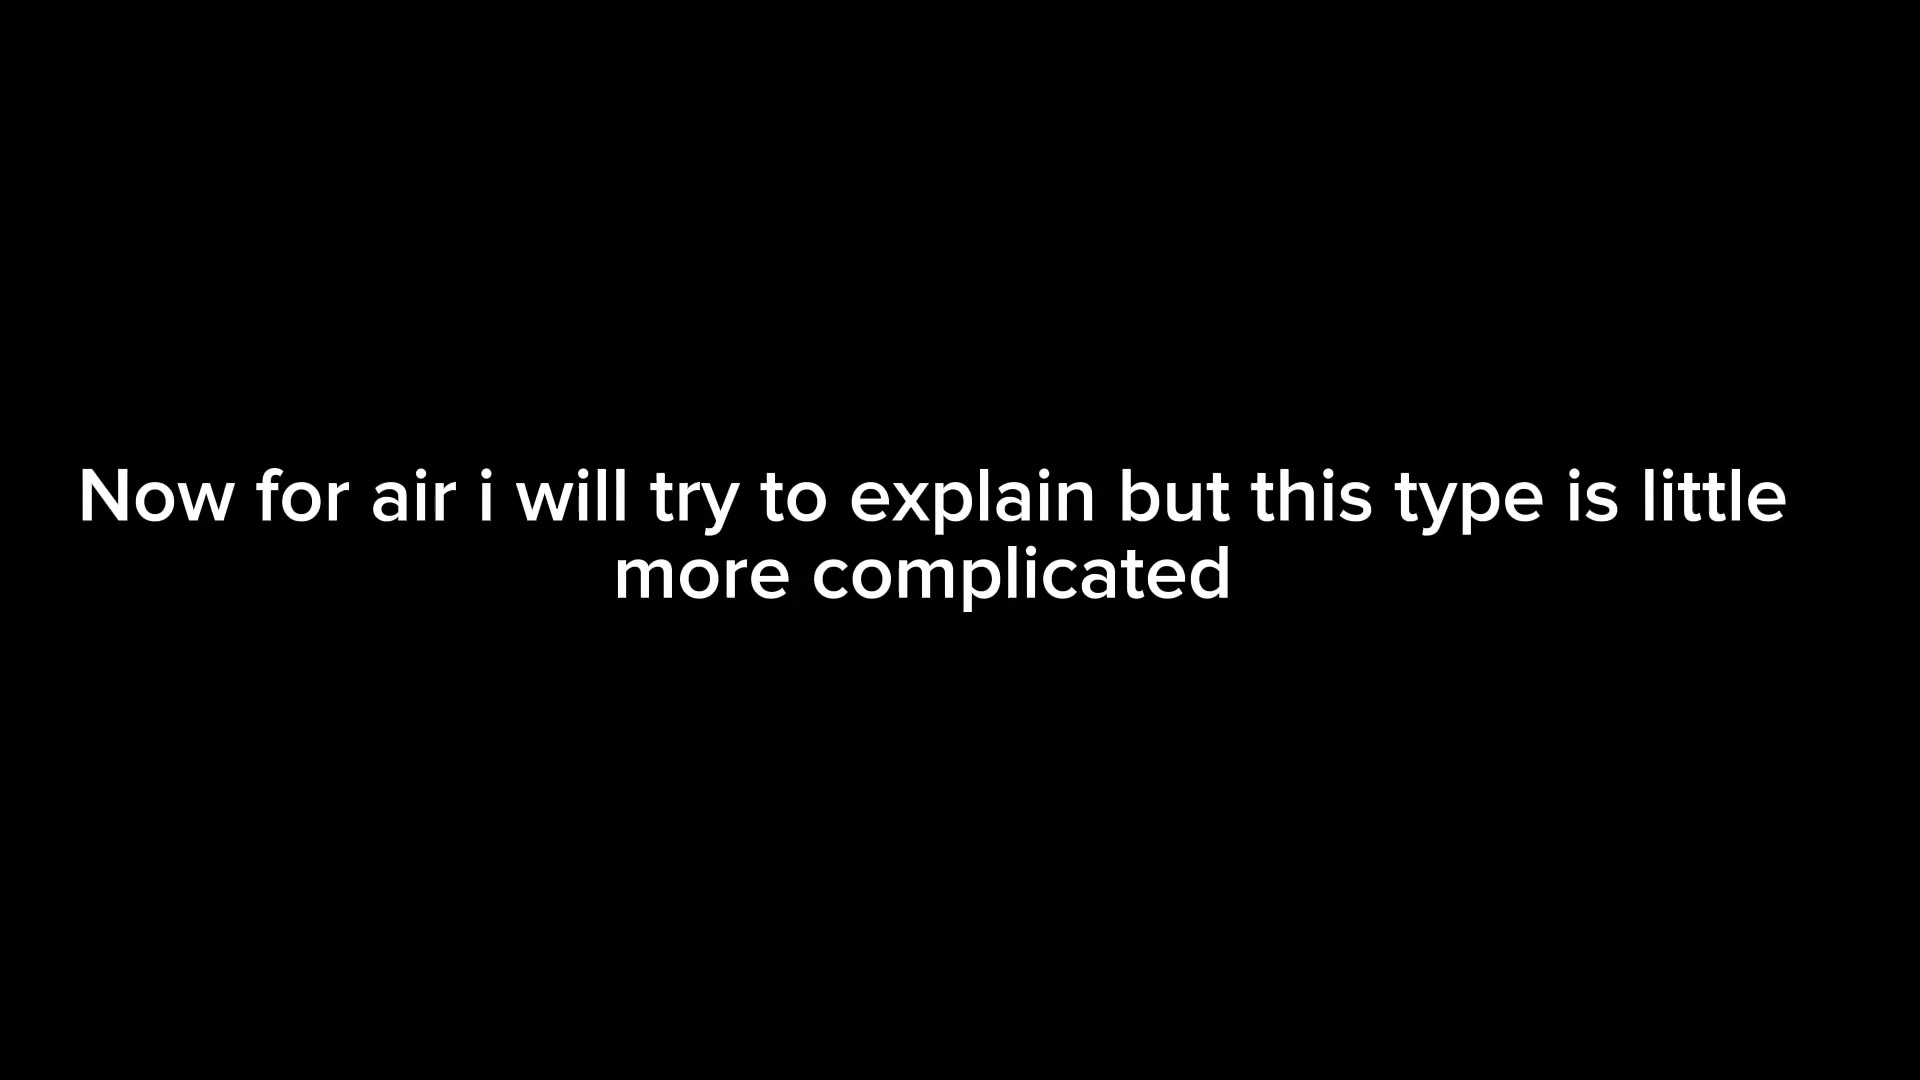 Now for air i will try to explain but this type is little
more complicated